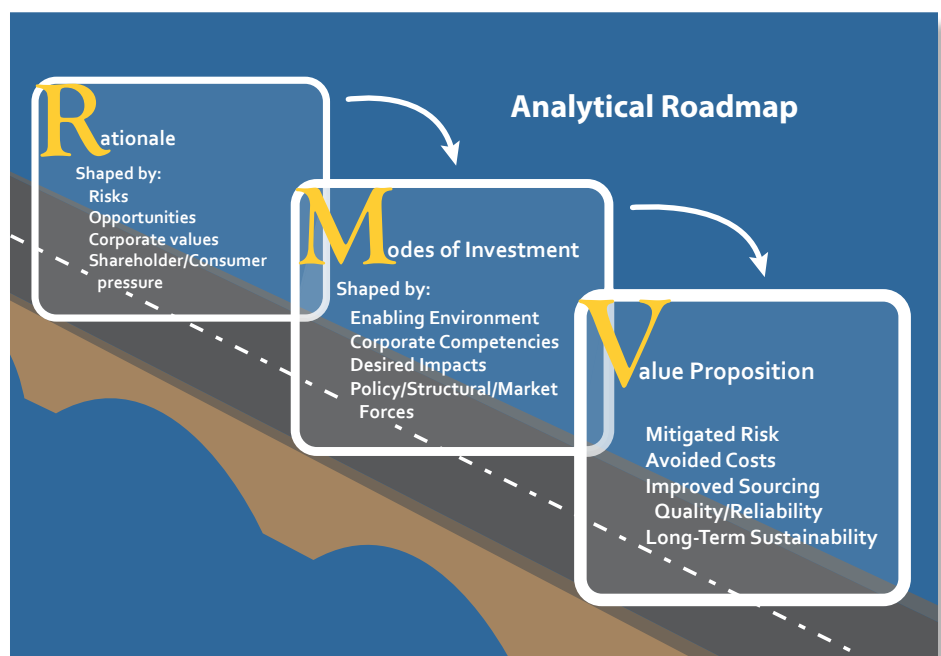 Analytical Roadmap
Rationale
Shaped by:
Risks
Opportunities
Corporate values
Shareholder/Consumer
pressure
Modes of Investment
Shaped by:
Enabling Environment
Corporate Competencies
Desired Impacts
Policy/Structural/Market
Forces
Value Proposition
Mitigated Risk
Avoided Costs
Improved Sourcing
Quality/Reliability
Long-Term Sustainability